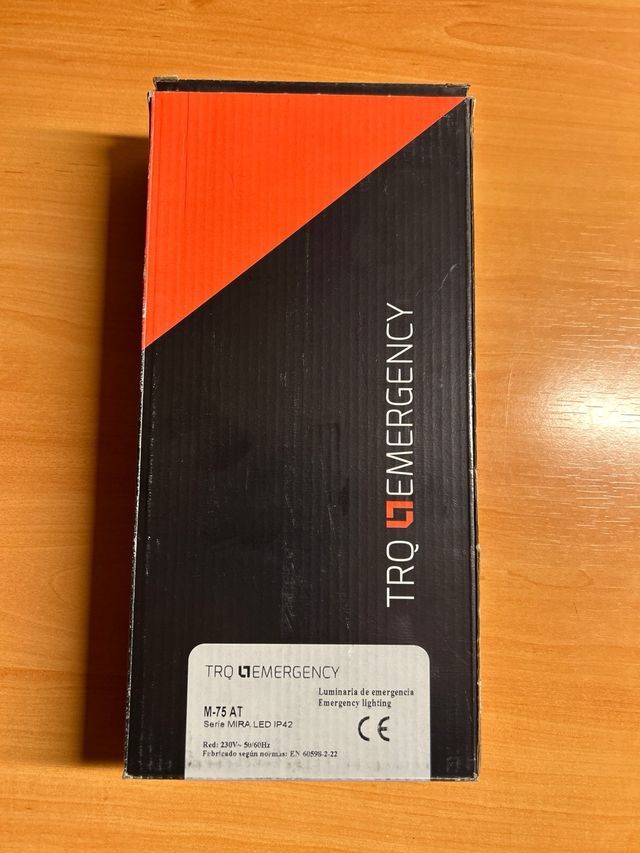 TRQ EMERGENCY
TRQ EMERGENCY
Luminaria de emergencia
Emergency lighting
M-75 AT
Serie MIRA LED IP42
CE
Red: 230V~ 50/60Hz
Fabricado según normas: EN 60598-2-22